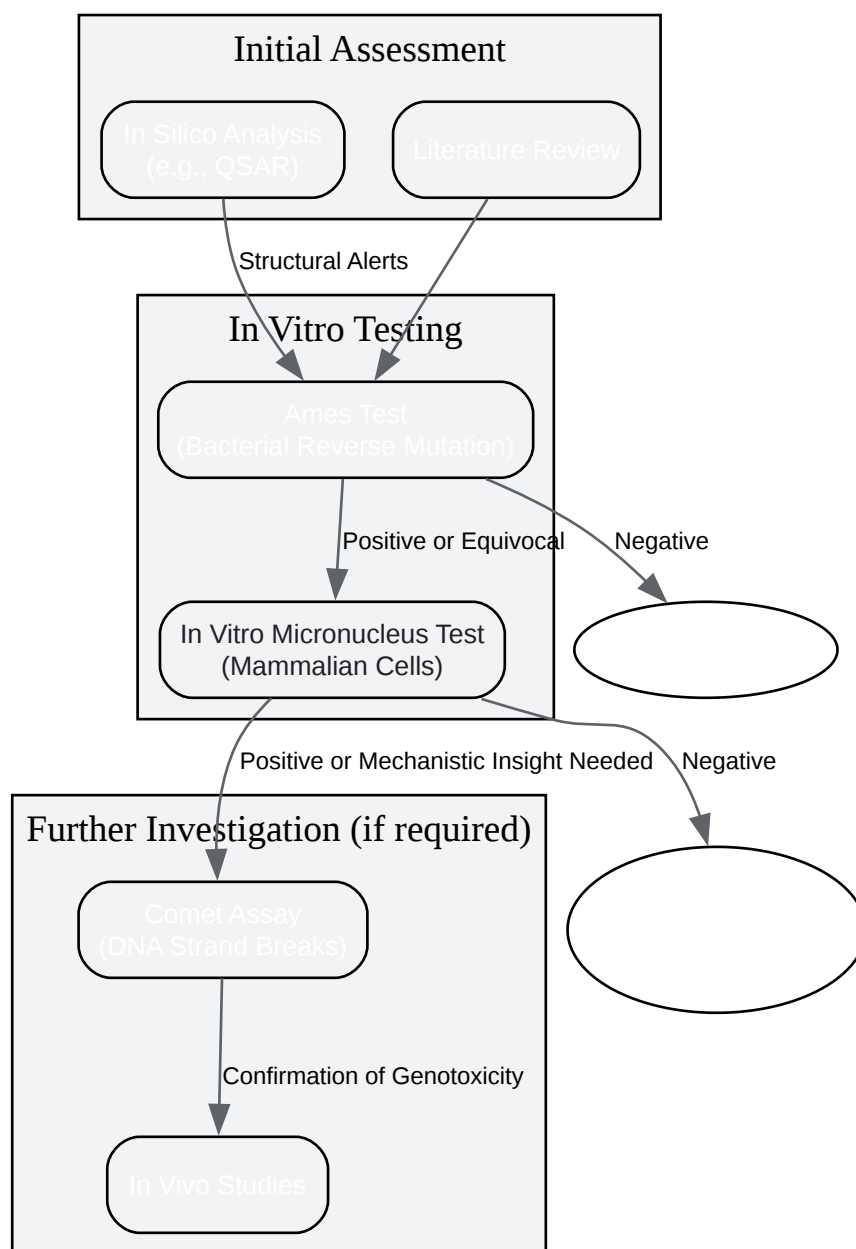 Initial Assessment
In Silico Analysis
(e.g., QSAR)
Literature Review
Structural Alerts
In Vitro Testing
Ames Test
(Bacterial Reverse Mutation)
Positive or Equivocal
Negative
In Vitro Micronucleus Test
(Mammalian Cells)
Positive or Mechanistic Insight Needed
Negative
Further Investigation (if required)
Comet Assay
(DNA Strand Breaks)
Confirmation of Genotoxicity
In Vivo Studies